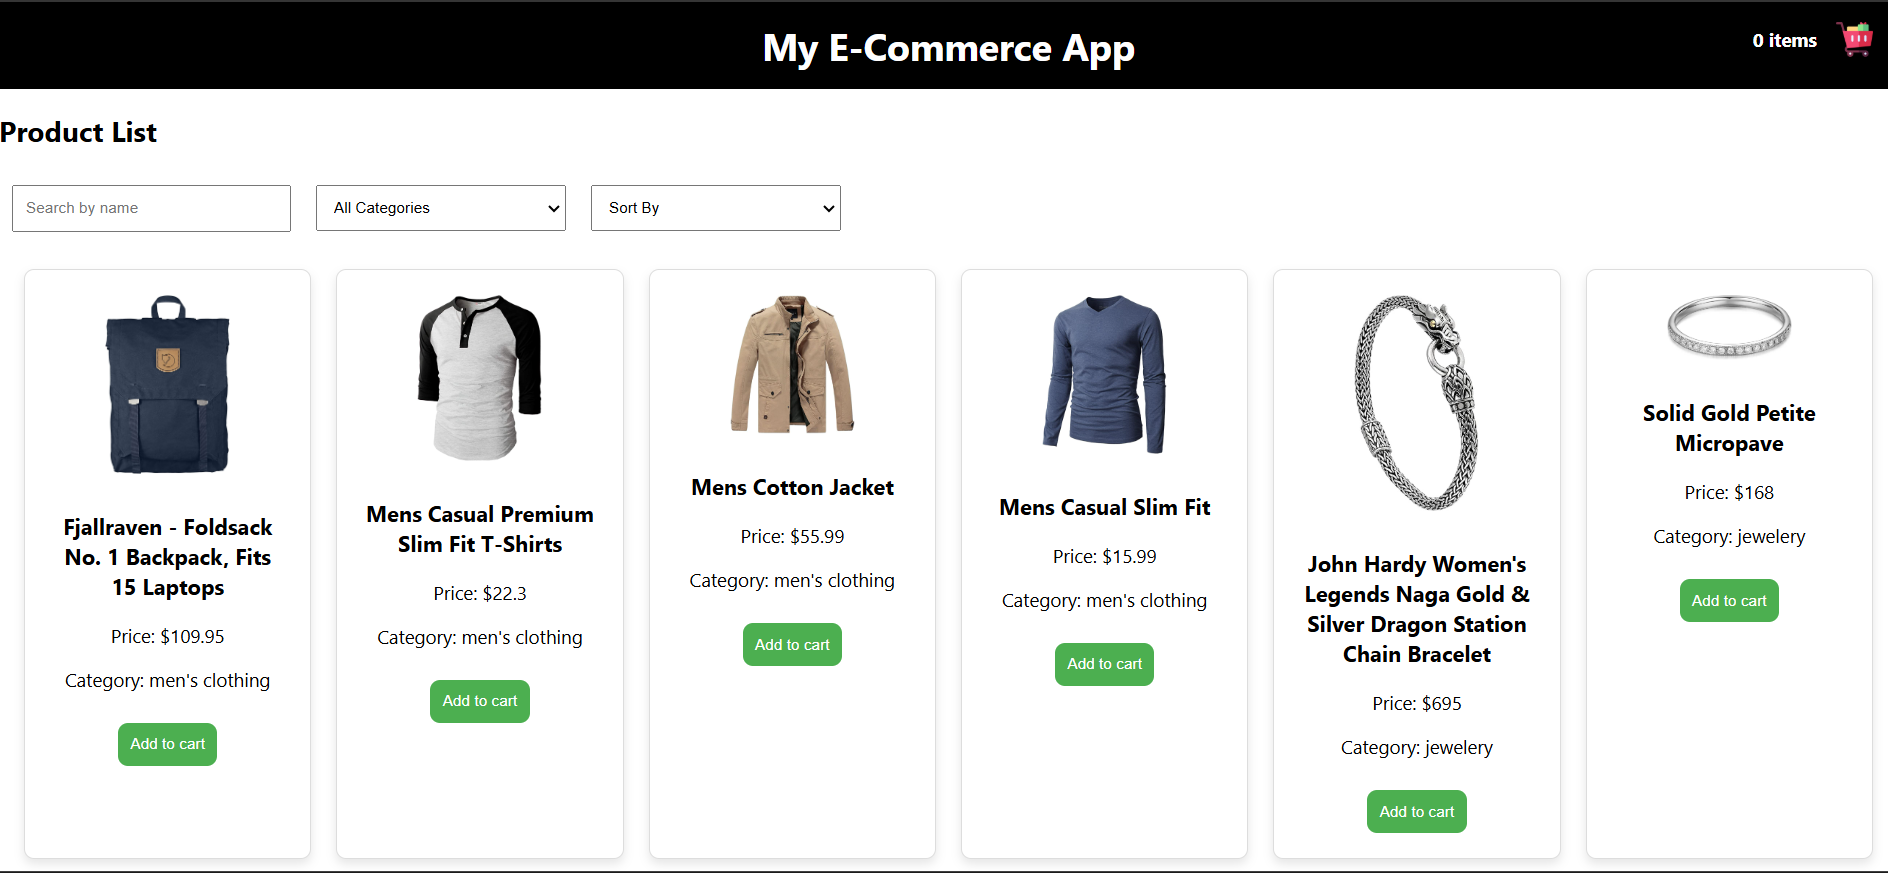 My E-Commerce App
0 items
Product List
Search by name
All Categories
Sort By
Fjallraven - Foldsack
No. 1 Backpack, Fits
15 Laptops
Price: $109.95
Category: men's clothing
Add to cart
Mens Casual Premium
Slim Fit T-Shirts
Price: $22.3
Category: men's clothing
Add to cart
Mens Cotton Jacket
Price: $55.99
Category: men's clothing
Add to cart
Mens Casual Slim Fit
Price: $15.99
Category: men's clothing
Add to cart
John Hardy Women's
Legends Naga Gold &
Silver Dragon Station
Chain Bracelet
Price: $695
Category: jewelery
Add to cart
Solid Gold Petite
Micropave
Price: $168
Category: jewelery
Add to cart